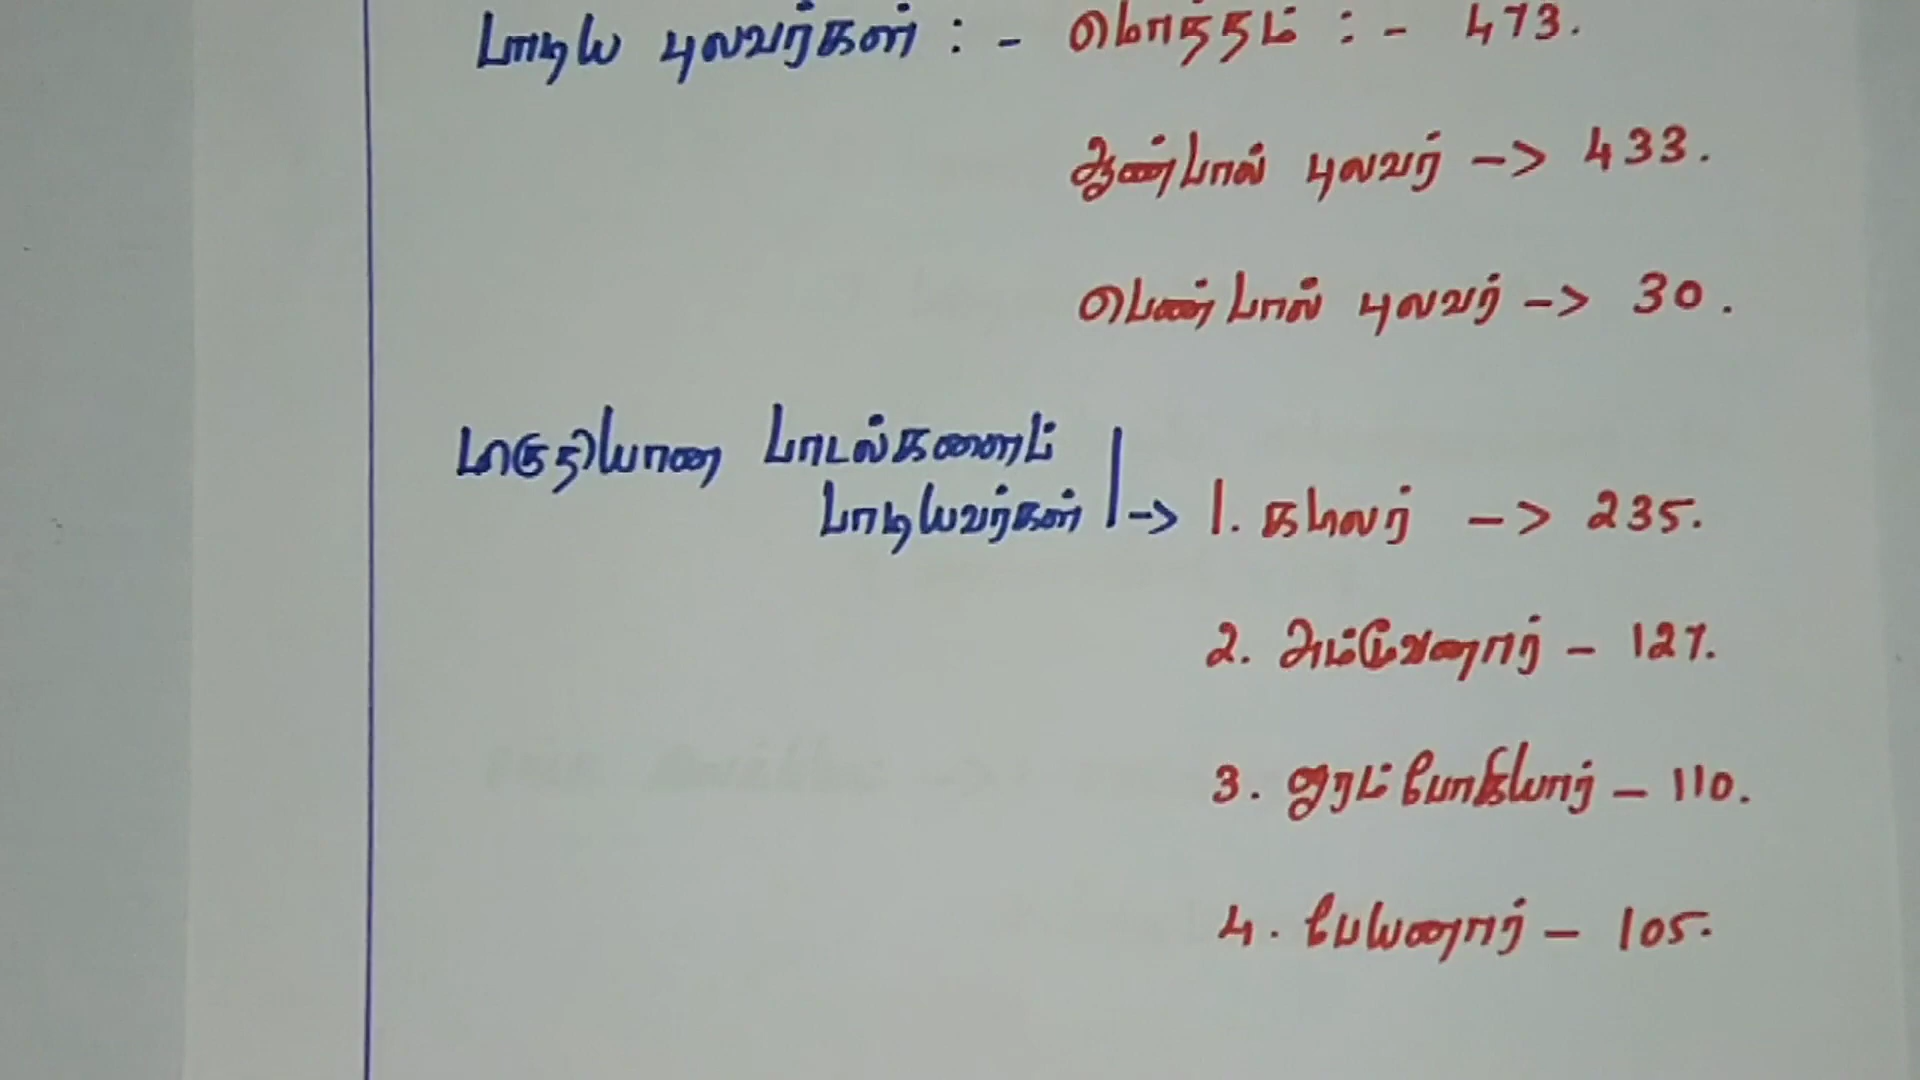 பாடிய புலவர்கள் : - மொத்தம் : - 473.
ஆண்பால் புலவர் -> 433.
பெண்பால் புலவர் -> 30.
மிகுதியான பாடல்களைப்
பாடியவர்கள் -> 1. கபிலர் -> 235.
2. அம்மூவனார் - 127.
3. ஓரம்போகியார் - 110.
4. பேயனார் - 105.